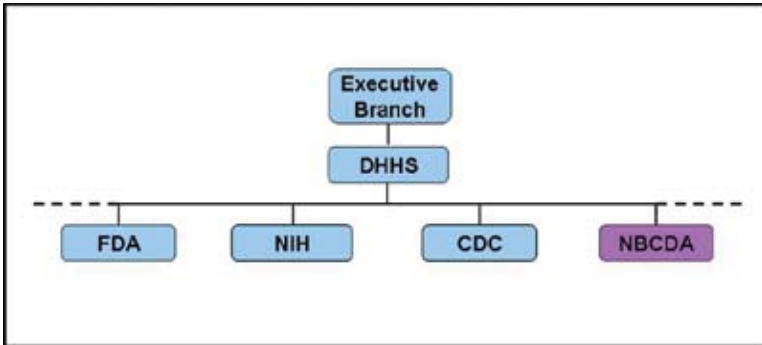 Executive
Branch
DHHS
FDA
NIH
CDC
NBCDA